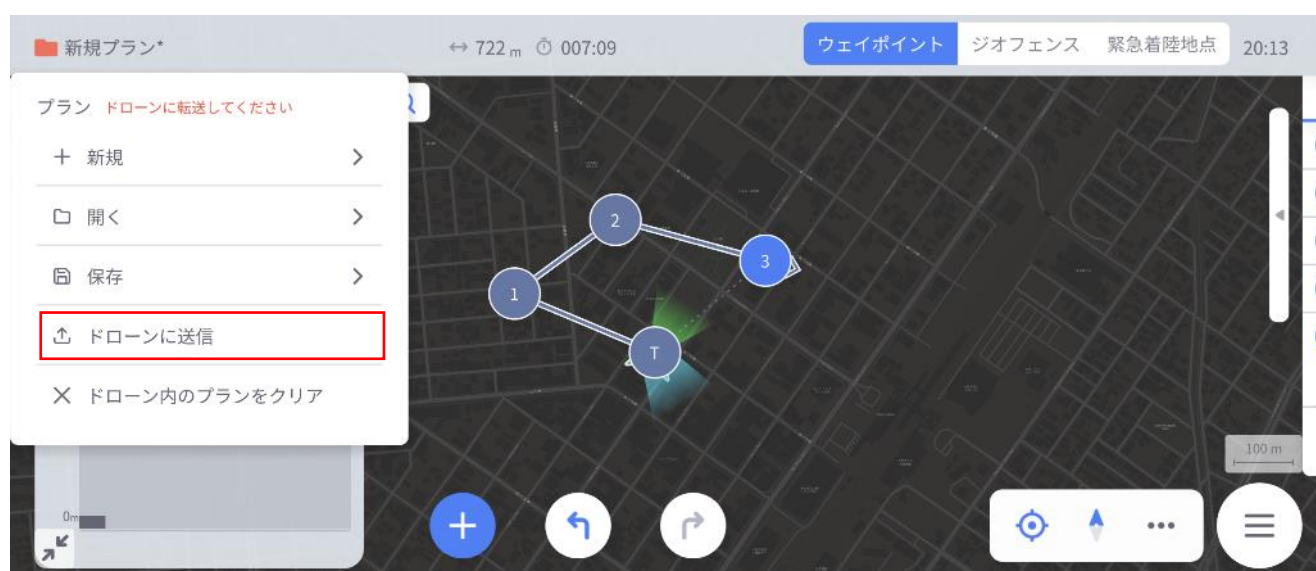 新規プラン*
722 m 007:09
ウェイポイント ジオフェンス 緊急着陸地点 20:13
プラン ドローンに転送してください
新規
開く
保存
ドローンに送信
ドローン内のプランをクリア
2
3
1
T
100 m
0m